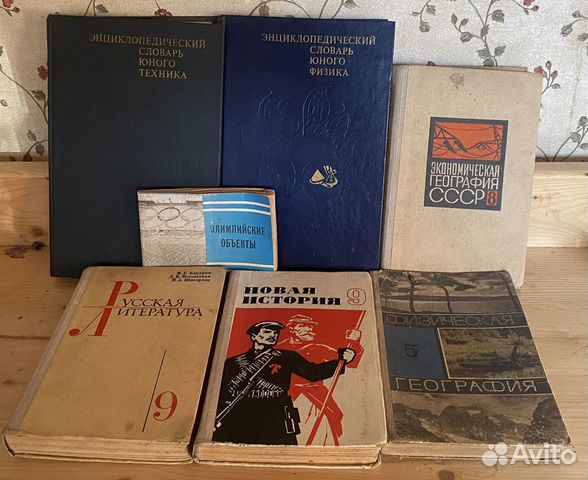 ЭНЦИКЛОПЕДИЧЕСКИЙ
СЛОВАРЬ
ЮНОГО
ТЕХНИКА
ЭНЦИКЛОПЕДИЧЕСКИЙ
СЛОВАРЬ
ЮНОГО
ФИЗИКА
ЭКОНОМИЧЕСКАЯ
ГЕОГРАФИЯ
СССР 8
ОЛИМПИЙСКИЕ
ОБЪЕКТЫ
РУССКАЯ
ЛИТЕРАТУРА
9
НОВАЯ
ИСТОРИЯ 9
ФИЗИЧЕСКАЯ
5
ГЕОГРАФИЯ
Avito